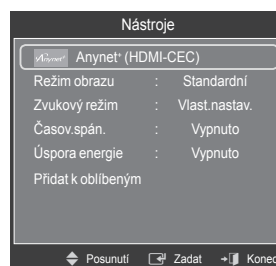 Nástroje
Anynet+ Anynet+ (HDMI-CEC)
Režim obrazu : Standardní
Zvukový režim : Vlast.nastav.
Časov.spán. : Vypnuto
Úspora energie : Vypnuto
Přidat k oblíbeným
Posunutí Zadat Konec